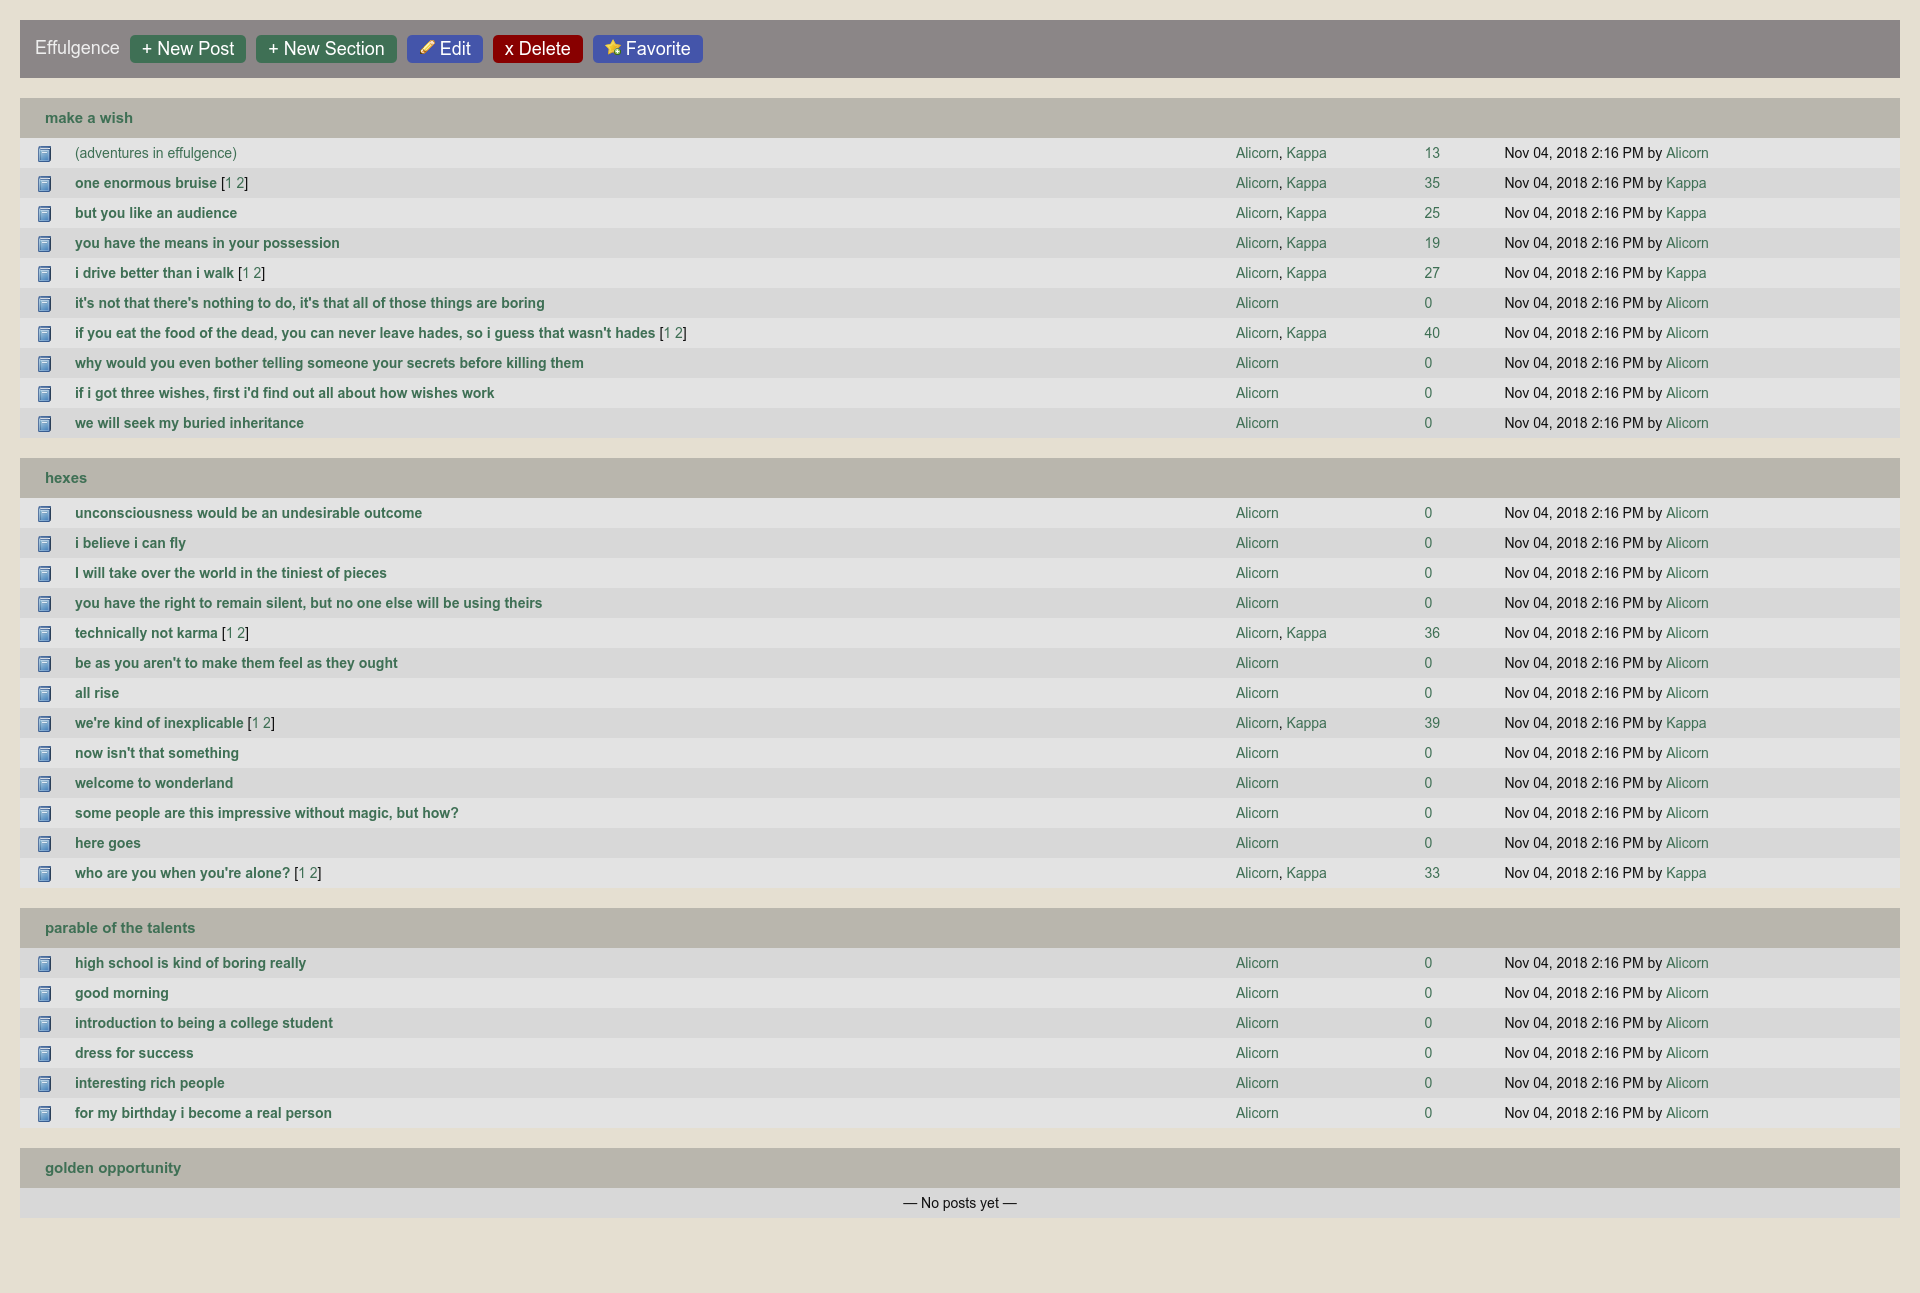 Effulgence + New Post + New Section Edit x Delete Favorite
make a wish
(adventures in effulgence) Alicorn, Kappa 13 Nov 04, 2018 2:16 PM by Alicorn
one enormous bruise [1 2] Alicorn, Kappa 35 Nov 04, 2018 2:16 PM by Kappa
but you like an audience Alicorn, Kappa 25 Nov 04, 2018 2:16 PM by Kappa
you have the means in your possession Alicorn, Kappa 19 Nov 04, 2018 2:16 PM by Alicorn
i drive better than i walk [1 2] Alicorn, Kappa 27 Nov 04, 2018 2:16 PM by Kappa
it's not that there's nothing to do, it's that all of those things are boring Alicorn 0 Nov 04, 2018 2:16 PM by Alicorn
if you eat the food of the dead, you can never leave hades, so i guess that wasn't hades [1 2] Alicorn, Kappa 40 Nov 04, 2018 2:16 PM by Alicorn
why would you even bother telling someone your secrets before killing them Alicorn 0 Nov 04, 2018 2:16 PM by Alicorn
if i got three wishes, first i'd find out all about how wishes work Alicorn 0 Nov 04, 2018 2:16 PM by Alicorn
we will seek my buried inheritance Alicorn 0 Nov 04, 2018 2:16 PM by Alicorn
hexes
unconsciousness would be an undesirable outcome Alicorn 0 Nov 04, 2018 2:16 PM by Alicorn
i believe i can fly Alicorn 0 Nov 04, 2018 2:16 PM by Alicorn
I will take over the world in the tiniest of pieces Alicorn 0 Nov 04, 2018 2:16 PM by Alicorn
you have the right to remain silent, but no one else will be using theirs Alicorn 0 Nov 04, 2018 2:16 PM by Alicorn
technically not karma [1 2] Alicorn, Kappa 36 Nov 04, 2018 2:16 PM by Alicorn
be as you aren't to make them feel as they ought Alicorn 0 Nov 04, 2018 2:16 PM by Alicorn
all rise Alicorn 0 Nov 04, 2018 2:16 PM by Alicorn
we're kind of inexplicable [1 2] Alicorn, Kappa 39 Nov 04, 2018 2:16 PM by Kappa
now isn't that something Alicorn 0 Nov 04, 2018 2:16 PM by Alicorn
welcome to wonderland Alicorn 0 Nov 04, 2018 2:16 PM by Alicorn
some people are this impressive without magic, but how? Alicorn 0 Nov 04, 2018 2:16 PM by Alicorn
here goes Alicorn 0 Nov 04, 2018 2:16 PM by Alicorn
who are you when you're alone? [1 2] Alicorn, Kappa 33 Nov 04, 2018 2:16 PM by Kappa
parable of the talents
high school is kind of boring really Alicorn 0 Nov 04, 2018 2:16 PM by Alicorn
good morning Alicorn 0 Nov 04, 2018 2:16 PM by Alicorn
introduction to being a college student Alicorn 0 Nov 04, 2018 2:16 PM by Alicorn
dress for success Alicorn 0 Nov 04, 2018 2:16 PM by Alicorn
interesting rich people Alicorn 0 Nov 04, 2018 2:16 PM by Alicorn
for my birthday i become a real person Alicorn 0 Nov 04, 2018 2:16 PM by Alicorn
golden opportunity
— No posts yet —